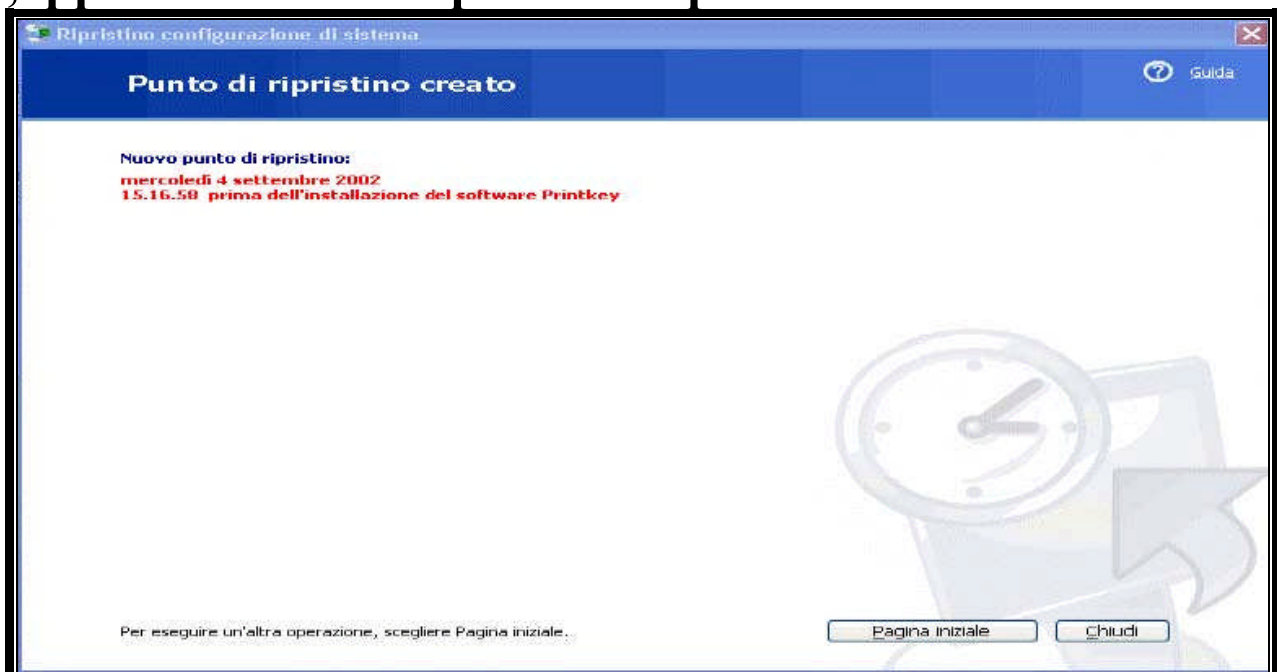 Ripristino configurazione di sistema
Punto di ripristino creato
Guida
Nuovo punto di ripristino:
mercoledì 4 settembre 2002
15.16.58 prima dell'installazione del software Printkey
Per eseguire un'altra operazione, scegliere Pagina iniziale.
Pagina iniziale
Chiudi